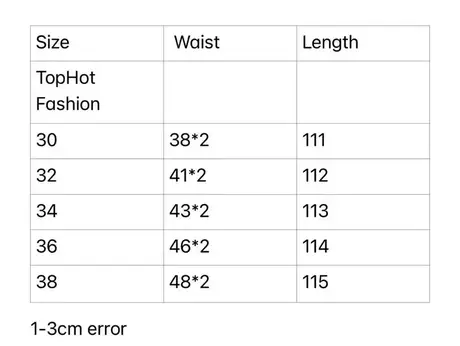 Size Waist Length
TopHot
Fashion
30 38*2 111
32 41*2 112
34 43*2 113
36 46*2 114
38 48*2 115
1-3cm error